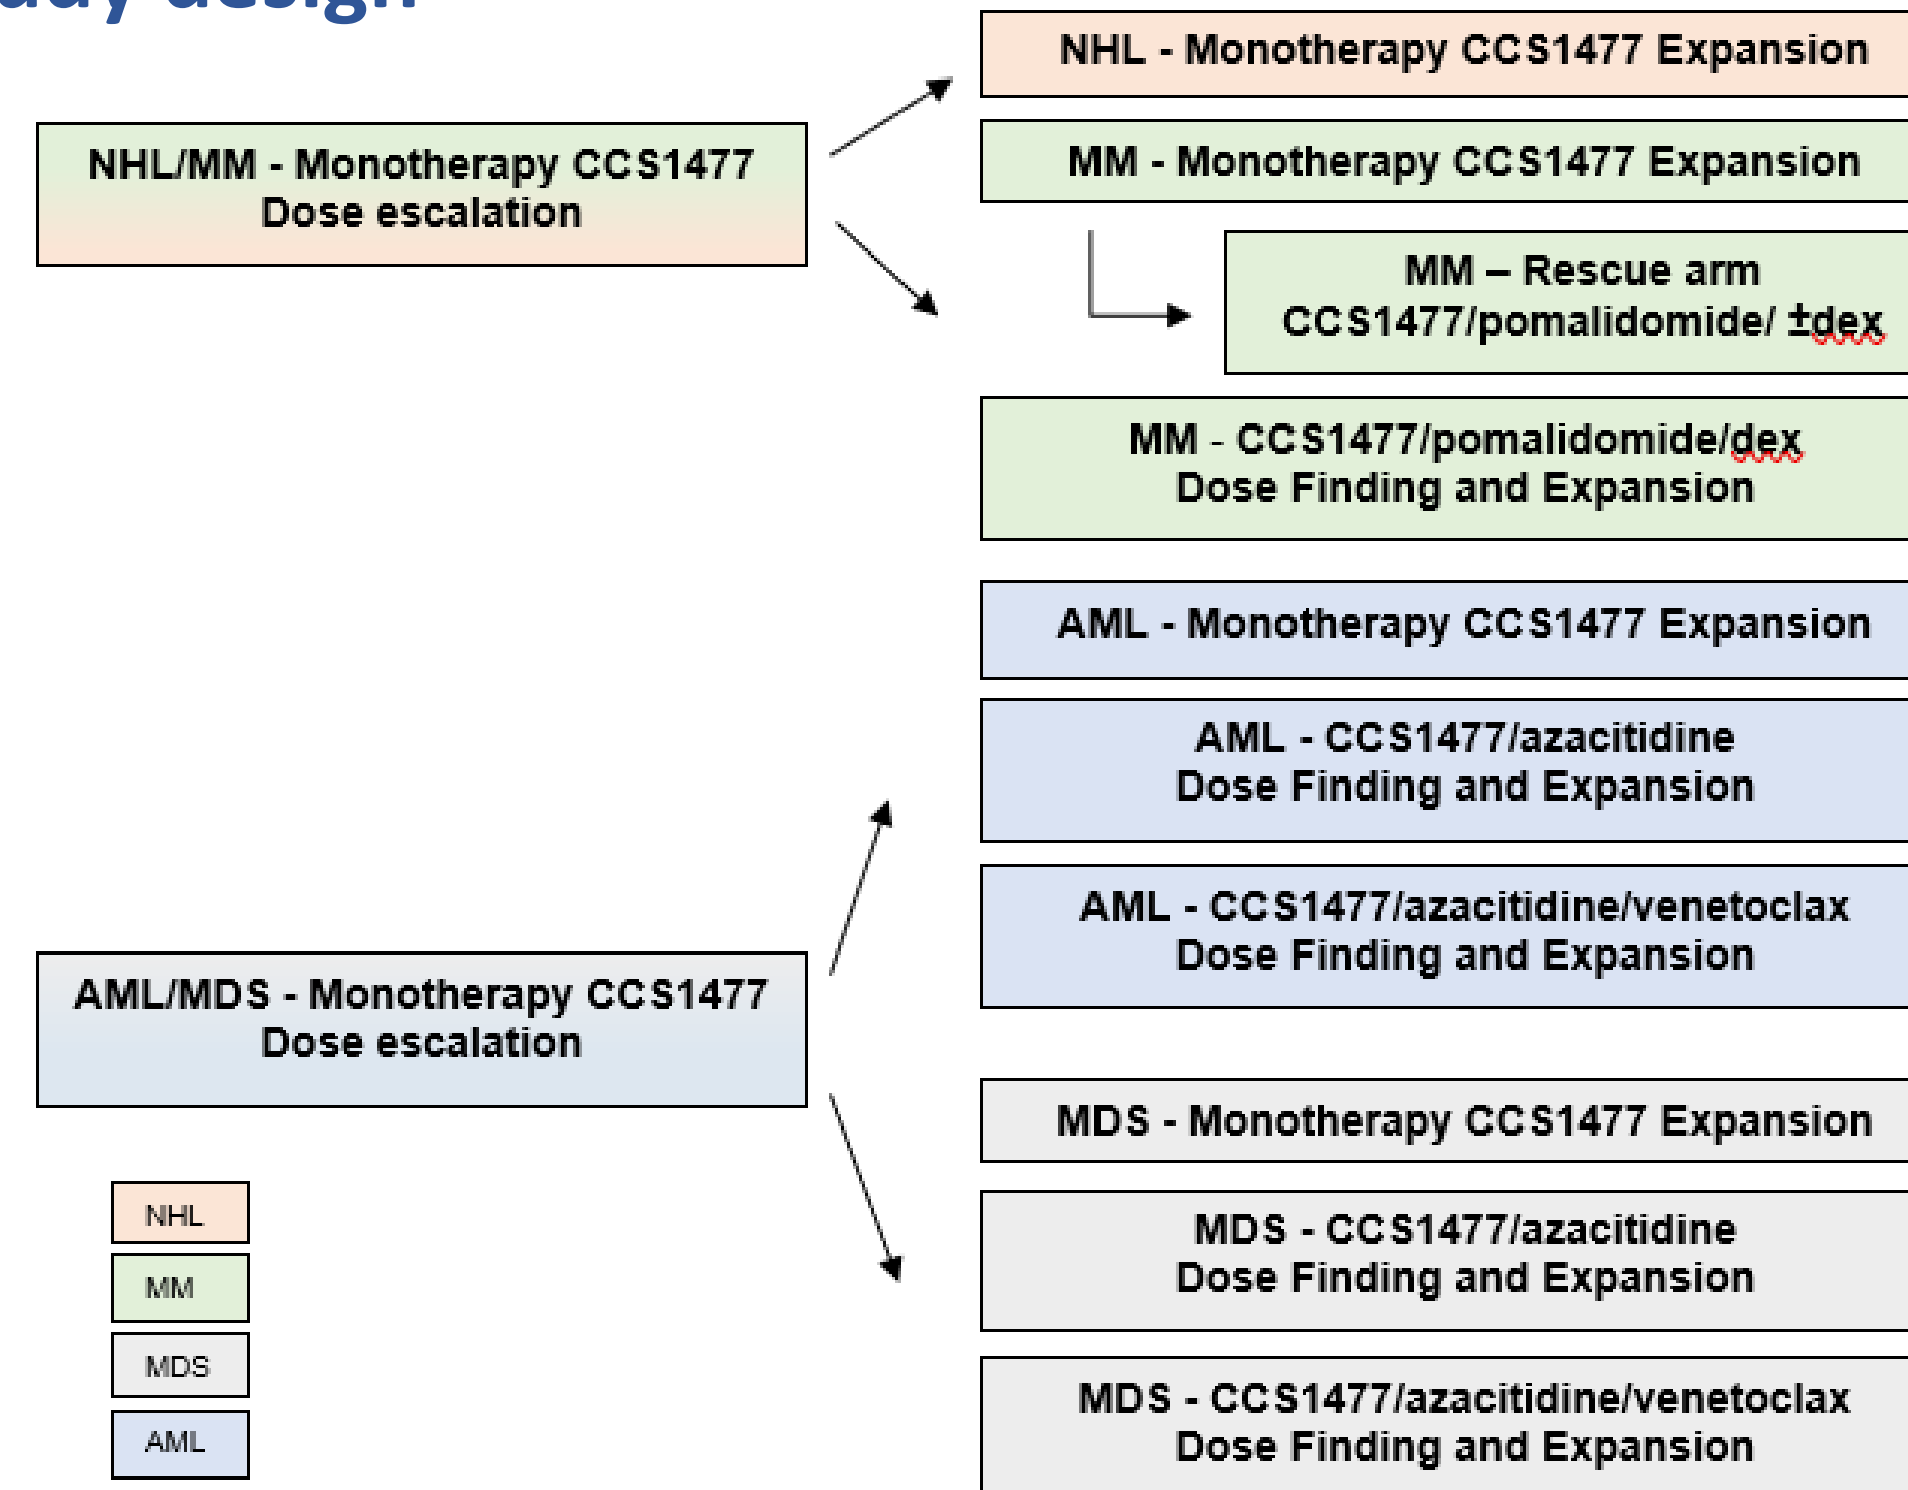 design
NHL/MM - Monotherapy CCS1477
Dose escalation
NHL - Monotherapy CCS1477 Expansion
MM - Monotherapy CCS1477 Expansion
MM – Rescue arm
CCS1477/pomalidomide/ ±dex
MM - CCS1477/pomalidomide/dex
Dose Finding and Expansion
AML/MDS - Monotherapy CCS1477
Dose escalation
AML - Monotherapy CCS1477 Expansion
AML - CCS1477/azacitidine
Dose Finding and Expansion
AML - CCS1477/azacitidine/venetoclax
Dose Finding and Expansion
MDS - Monotherapy CCS1477 Expansion
MDS - CCS1477/azacitidine
Dose Finding and Expansion
MDS - CCS1477/azacitidine/venetoclax
Dose Finding and Expansion
NHL
MM
MDS
AML